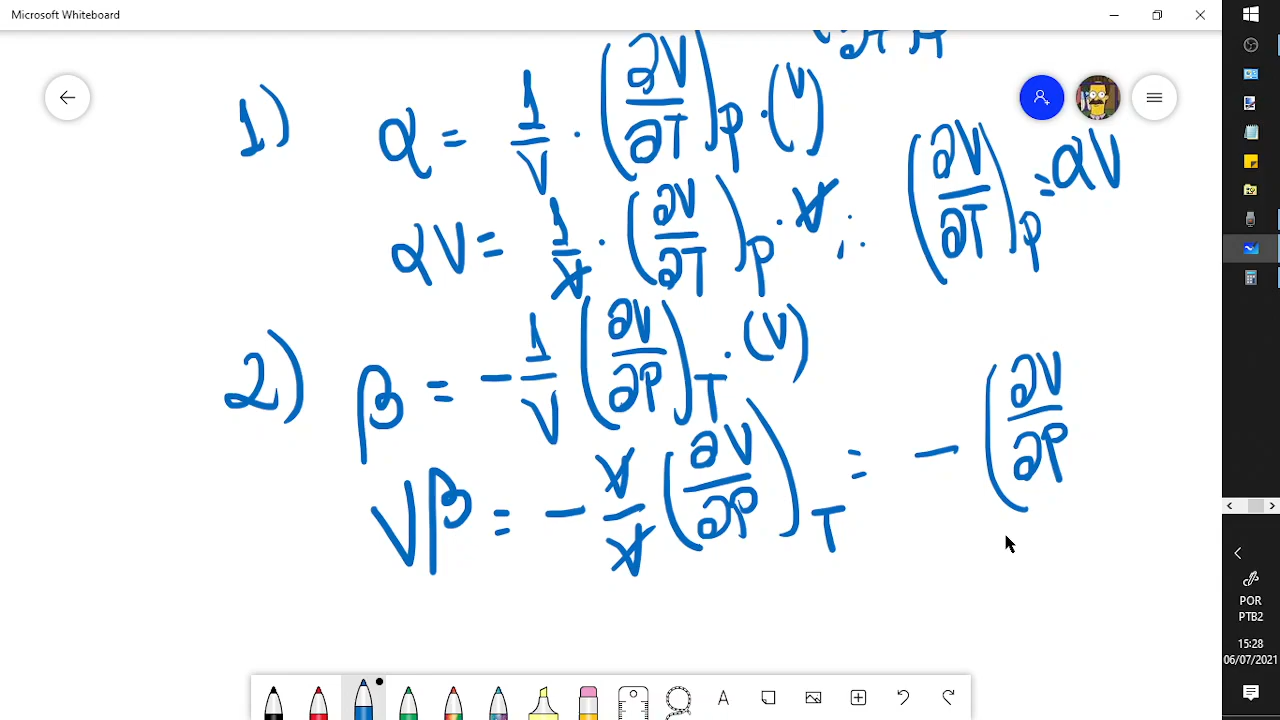 Microsoft Whiteboard
1) α = 1/V · (∂V/∂T)P · (V)
αV = 1/V · (∂V/∂T)P · V ∴ (∂V/∂T)P = αV
2) β = - 1/V (∂V/∂P)T · (V)
Vβ = - V/V (∂V/∂P)T = - (∂V/∂P
A
POR
PTB2
15:28
06/07/2021